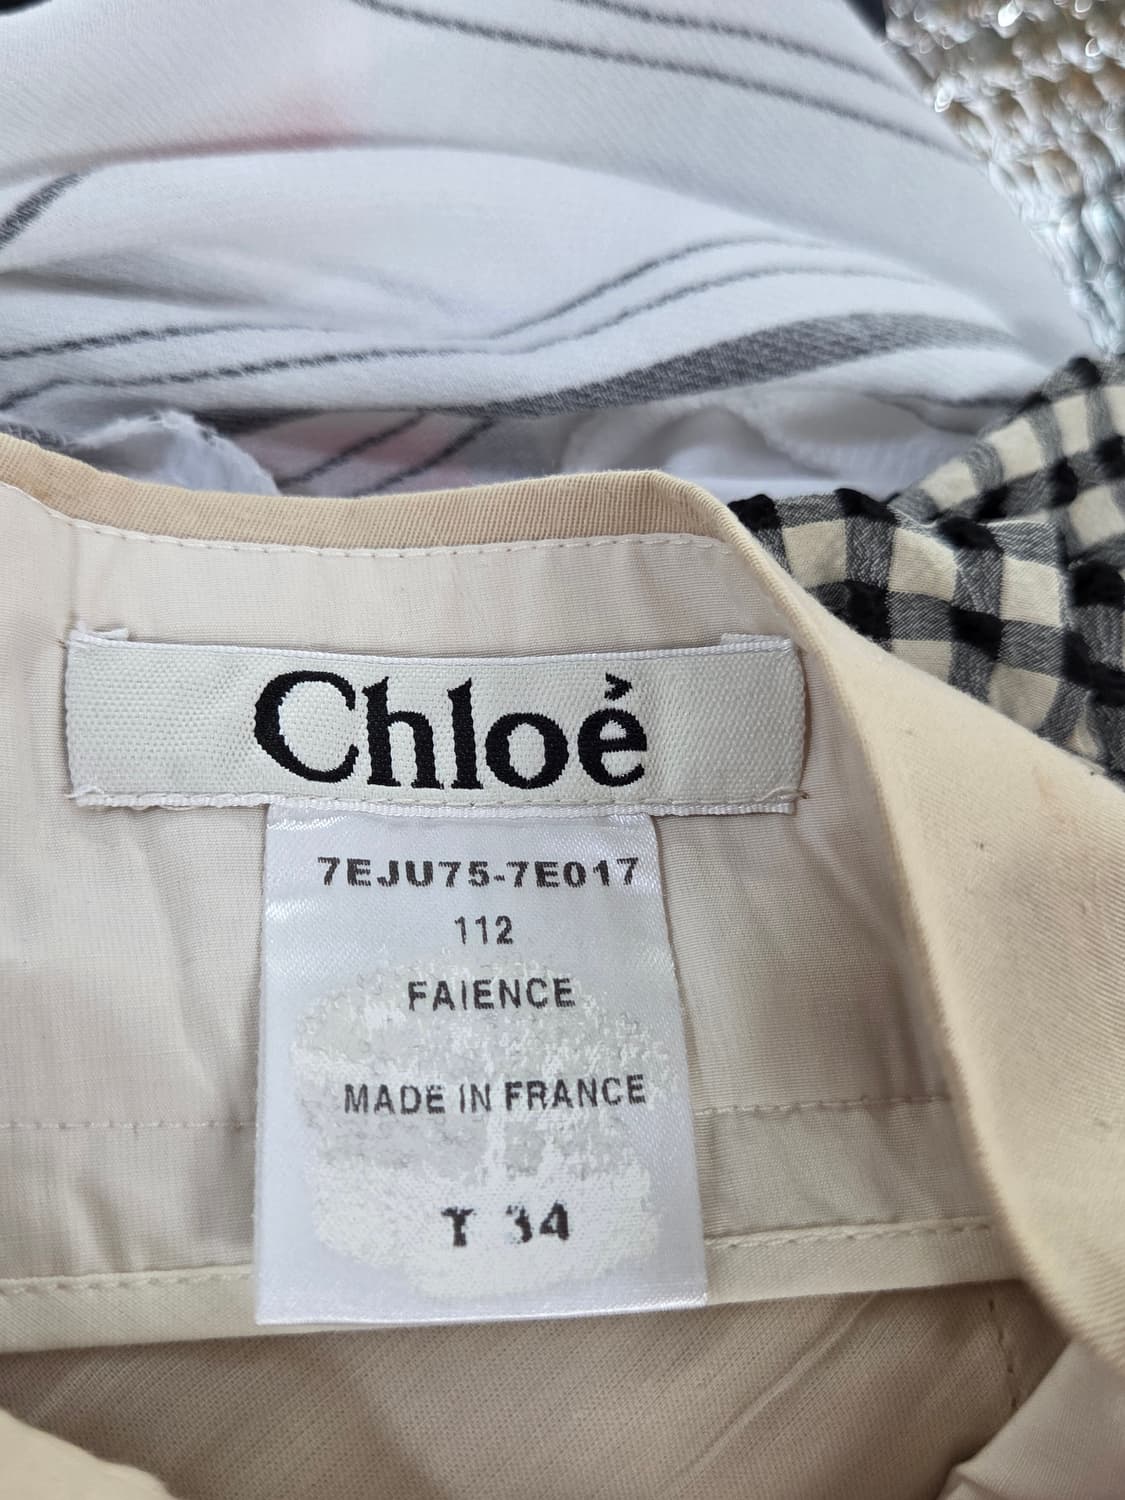 Chloé
7EJU75-7E017
112
FAIENCE
MADE IN FRANCE
T 34